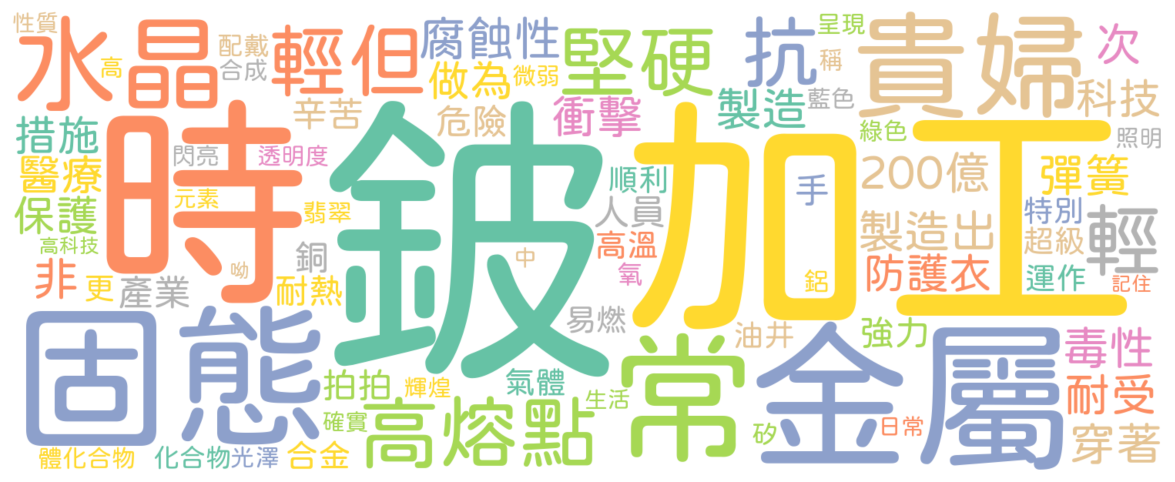 性質
水晶
高
配戴
合成
輕但
腐蝕性
做為
微弱
堅硬
抗
呈現
稱
貴婦
次
科技
措施
醫療
保護
高科技
非
更
產業
時
閃亮
元素
呦
辛苦
透明度
翡翠
銅
耐熱
鈹
危險
衝擊
中
順利
人員
高溫
氧
易燃
加工
製造
藍色
手
鋁
綠色
200億
製造出
防護衣
照明
彈簧
特別
超級
運作
輕
記住
固態
體化合物
化合物
光澤
合金
拍拍
確實
輝煌
高熔點
氣體
生活
常
油井
矽
金屬
強力
日常
毒性
耐受
穿著